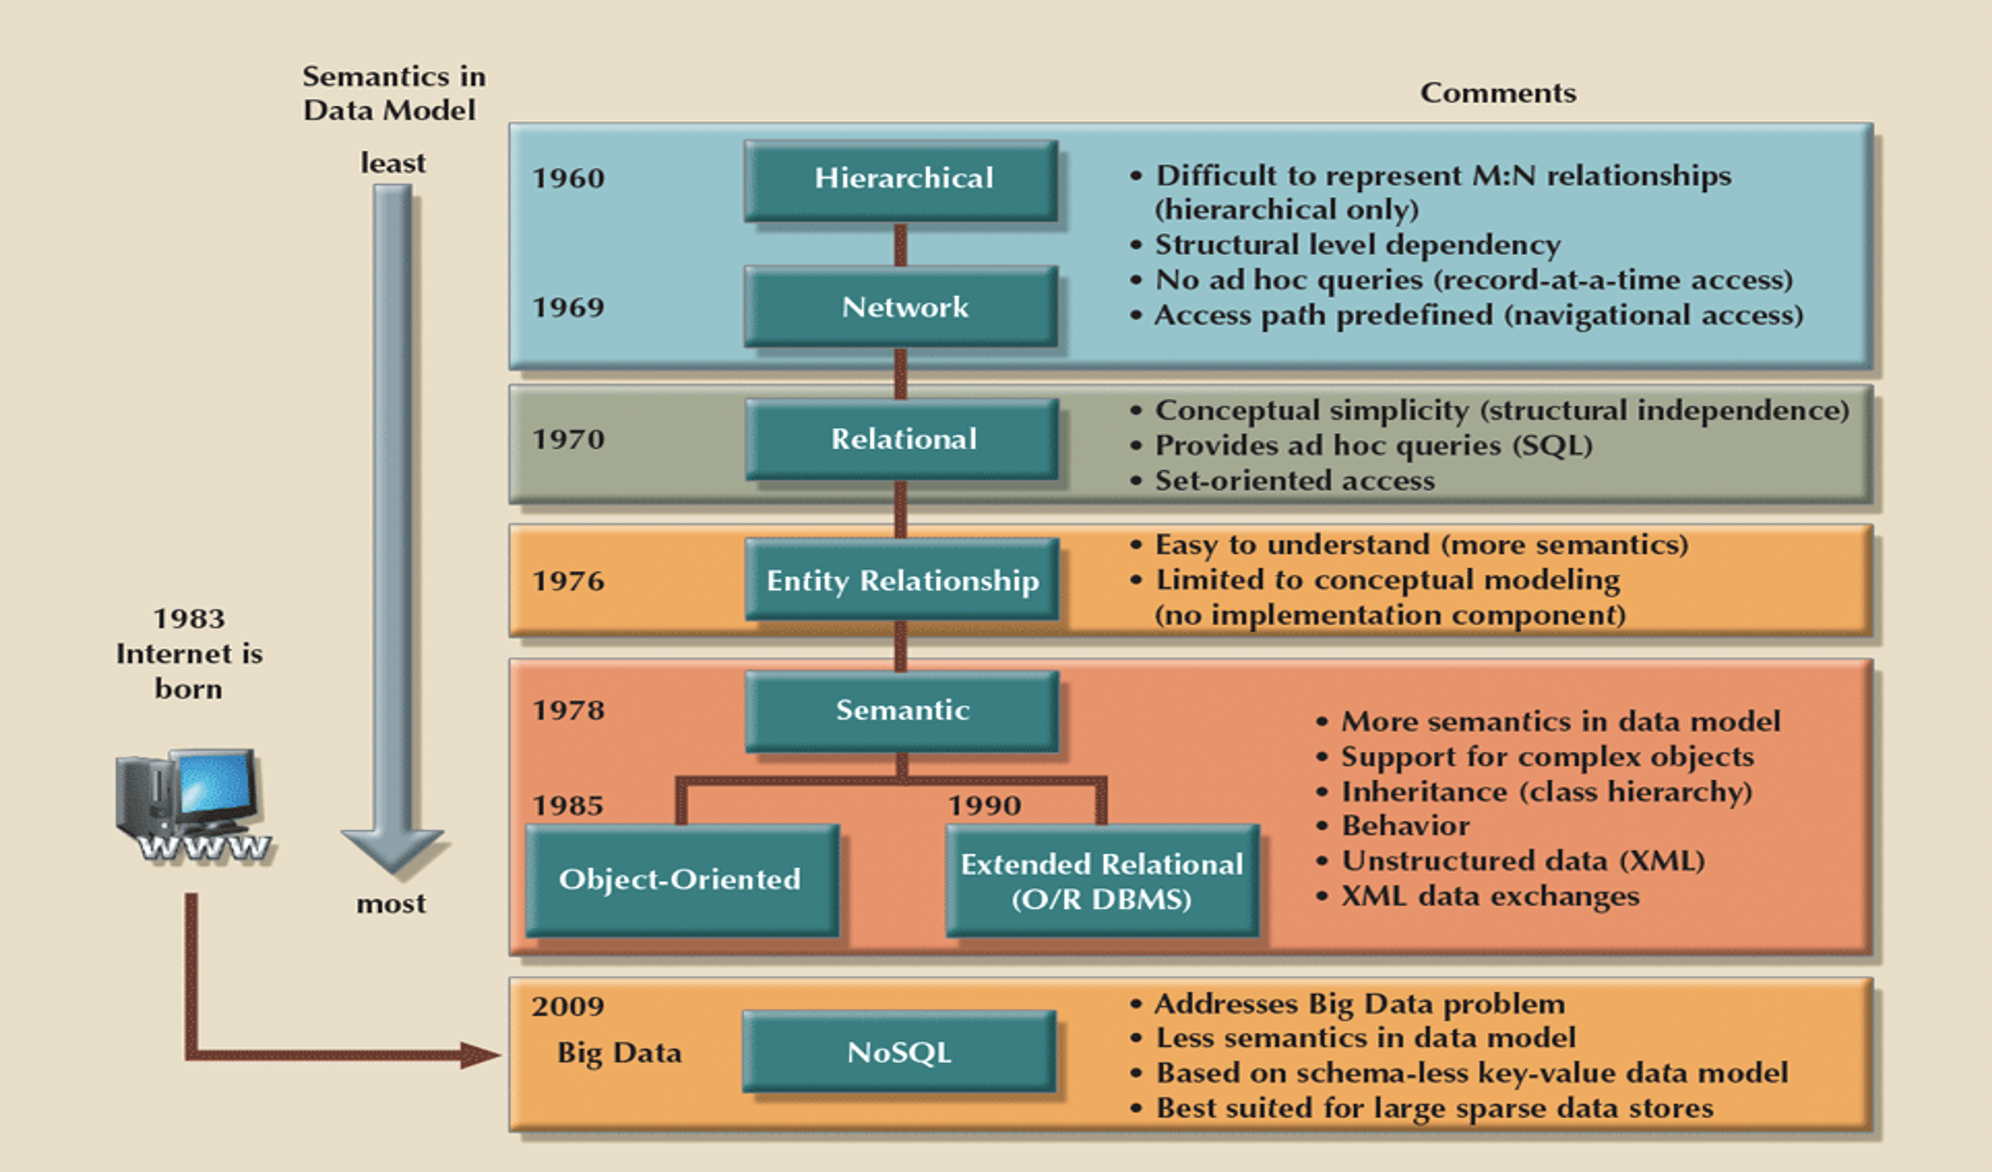 Semantics in
Data Model
least
most
Comments
1960
Hierarchical
1969
Network
• Difficult to represent M:N relationships
(hierarchical only)
• Structural level dependency
• No ad hoc queries (record-at-a-time access)
• Access path predefined (navigational access)
1970
Relational
• Conceptual simplicity (structural independence)
• Provides ad hoc queries (SQL)
• Set-oriented access
1976
Entity Relationship
• Easy to understand (more semantics)
• Limited to conceptual modeling
(no implementation component)
1983
Internet is
born
www
1978
Semantic
1985
Object-Oriented
1990
Extended Relational
(O/R DBMS)
• More semantics in data model
• Support for complex objects
• Inheritance (class hierarchy)
• Behavior
• Unstructured data (XML)
• XML data exchanges
2009
Big Data
NoSQL
• Addresses Big Data problem
• Less semantics in data model
• Based on schema-less key-value data model
• Best suited for large sparse data stores